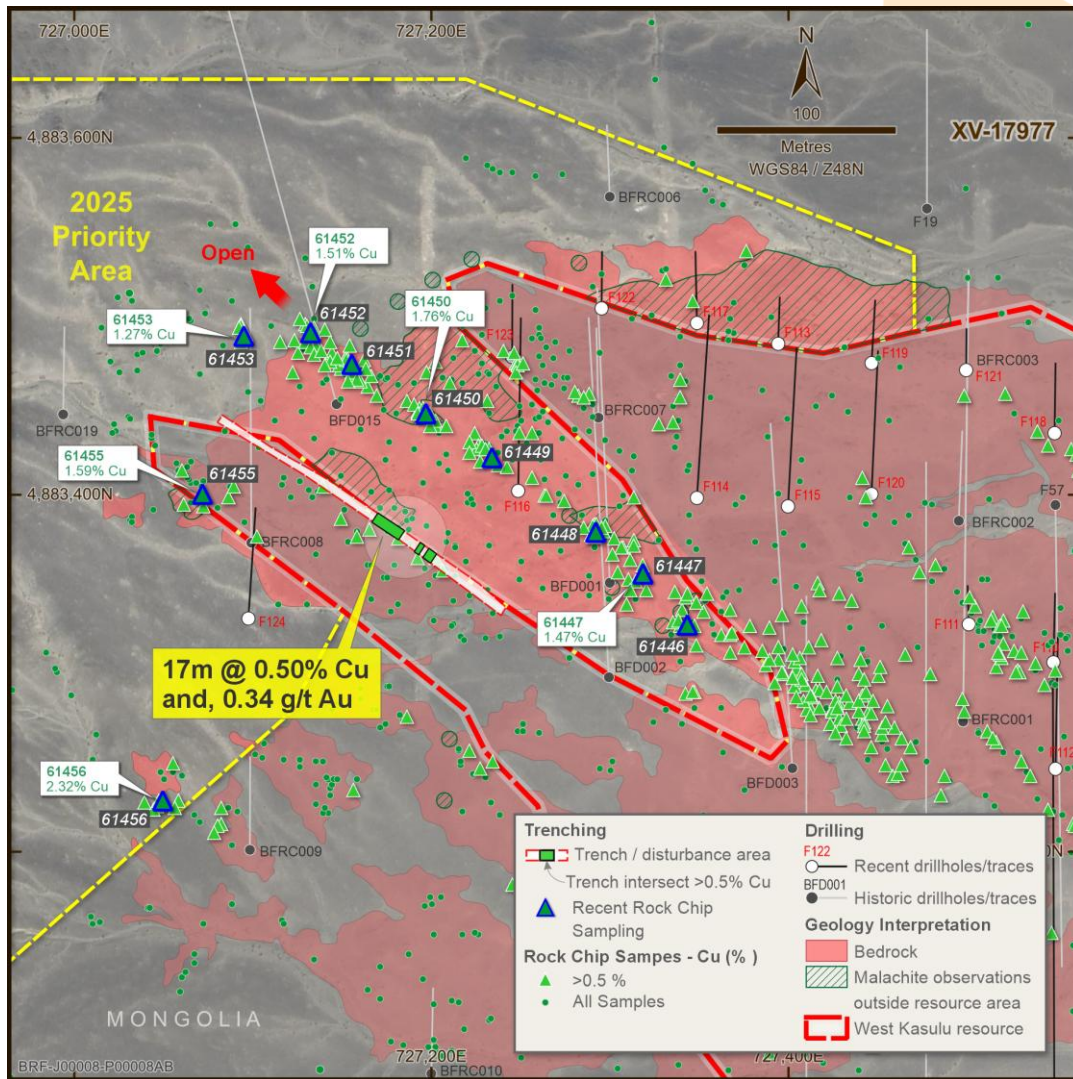 727,000E
727,200E
N
100
Metres
WGS84 / Z48N
XV-17977
4,883,600N
2025
Priority
Area
Open
61452
1.51% Cu
61453
1.27% Cu
61450
1.76% Cu
61455
1.59% Cu
61447
1.47% Cu
61456
2.32% Cu
61452
61453
61451
61450
61449
61455
61448
61447
61446
61456
BFRC006
F19
F122
F117
F113
F119
F123
BFRC003
F121
F118
BFRC019
BFD015
BFRC007
4,883,400N
F116
F114
F115
F120
F57
BFRC002
BFRC008
BFD001
F124
F111
BFD002
BFRC001
BFD003
F112
BFRC009
17m @ 0.50% Cu
and, 0.34 g/t Au
Trenching
Trench / disturbance area
Trench intersect >0.5% Cu
Recent Rock Chip
Sampling
Rock Chip Sampes - Cu (% )
>0.5 %
All Samples
Drilling
F122
Recent drillholes/traces
BFD001
Historic drillholes/traces
Geology Interpretation
Bedrock
Malachite observations
outside resource area
West Kasulu resource
MONGOLIA
BRF-J00008-P00008AB
727,200E
727,400E
BFRC010